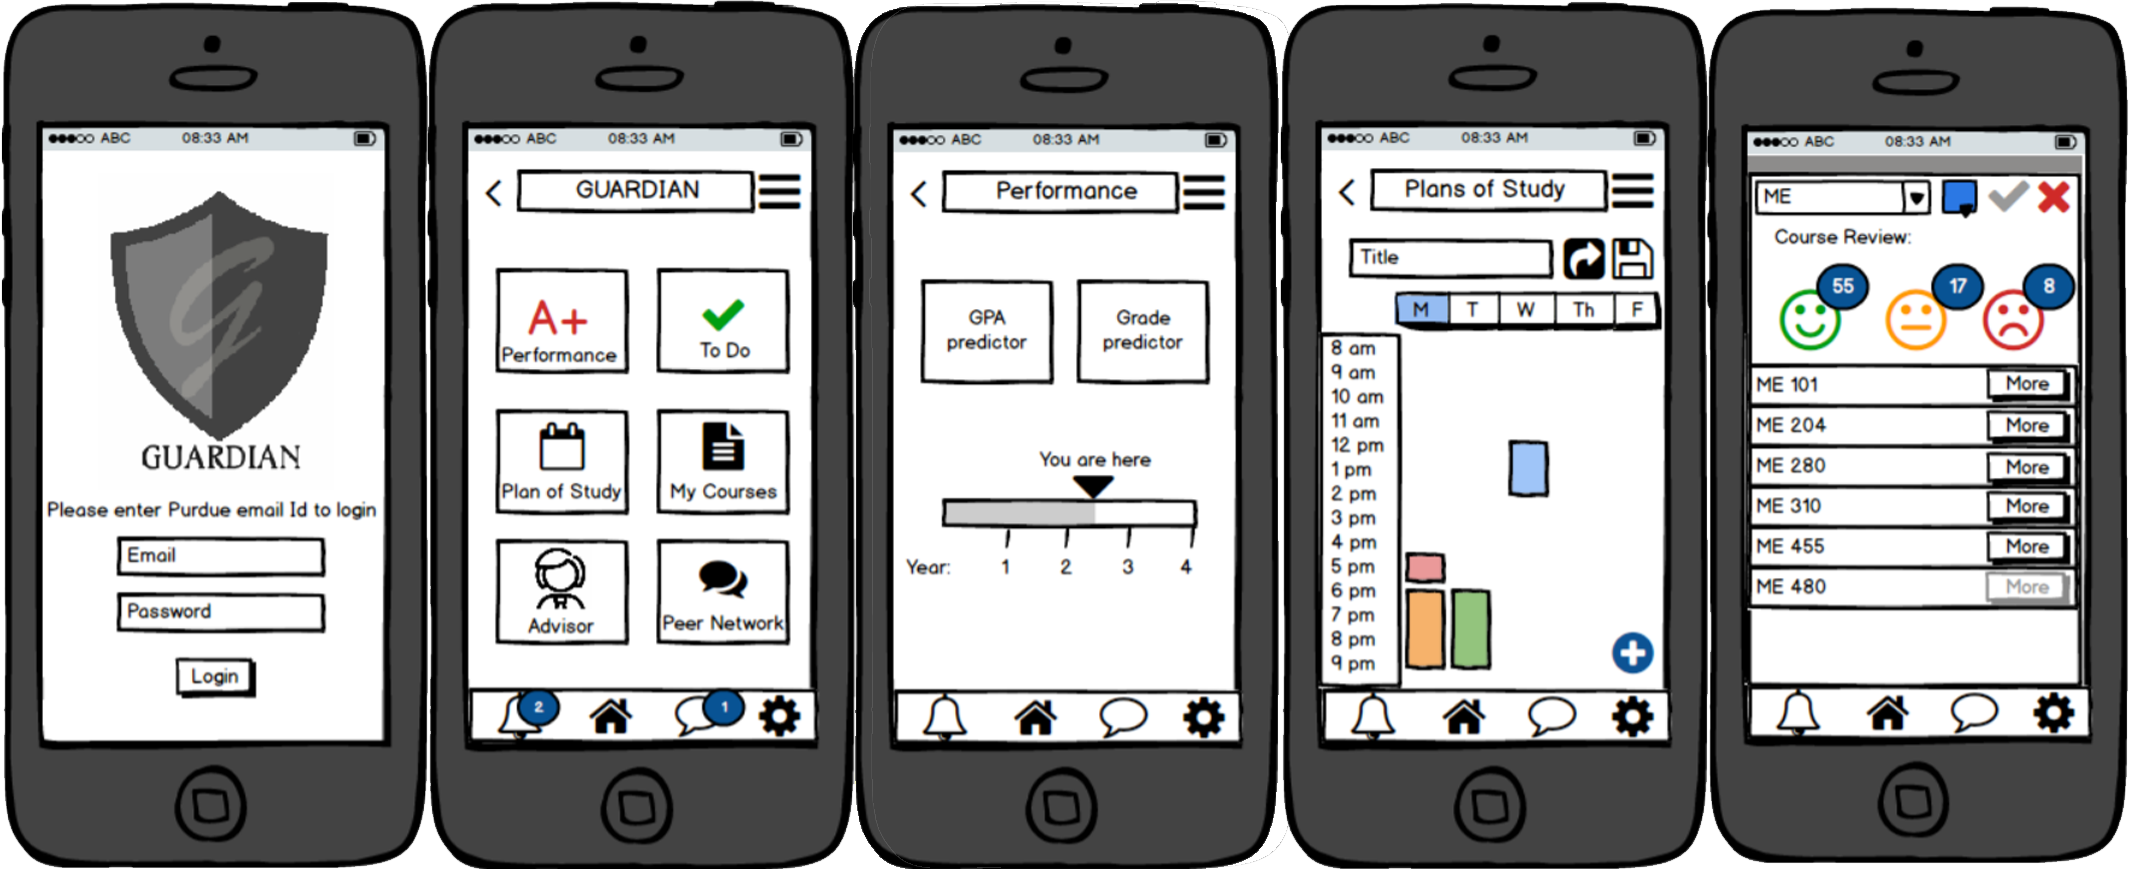 ABC 08:33 AM
GUARDIAN
Please enter Purdue email Id to login
Email
Password
Login
ABC 08:33 AM
GUARDIAN
A+
Performance
To Do
Plan of Study
My Courses
Advisor
Peer Network
2
1
ABC 08:33 AM
Performance
GPA
predictor
Grade
predictor
You are here
Year: 1 2 3 4
ABC 08:33 AM
Plans of Study
Title
M T W Th F
8 am
9 am
10 am
11 am
12 pm
1 pm
2 pm
3 pm
4 pm
5 pm
6 pm
7 pm
8 pm
9 pm
ABC 08:33 AM
ME
Course Review:
55 17 8
ME 101 More
ME 204 More
ME 280 More
ME 310 More
ME 455 More
ME 480 More